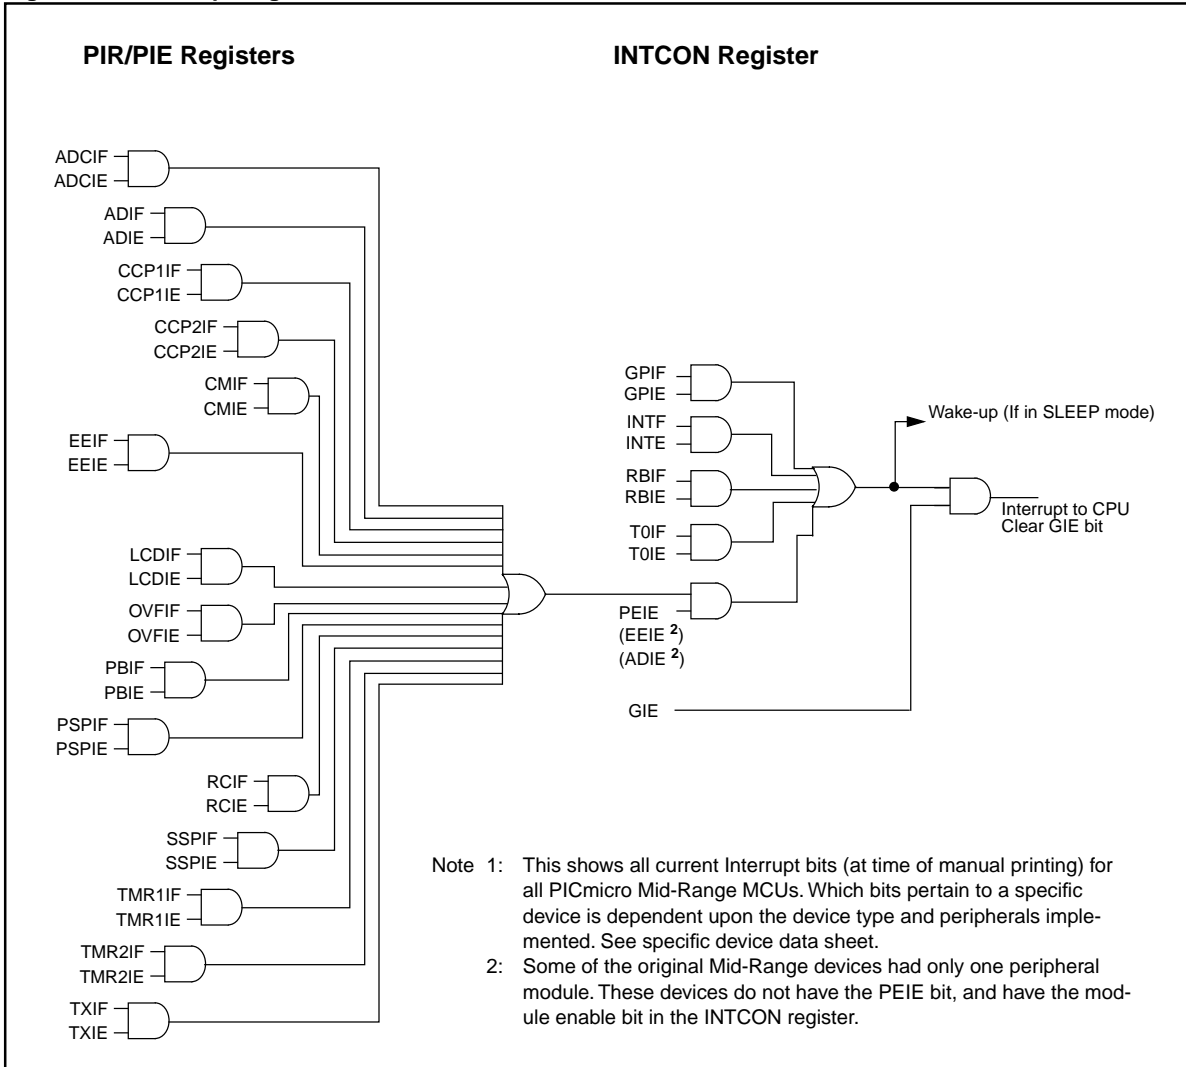 PIR/PIE Registers
INTCON Register
ADCIF
ADCIE
ADIF
ADIE
CCP1IF
CCP1IE
CCP2IF
CCP2IE
CMIF
CMIE
EEIF
EEIE
LCDIF
LCDIE
OVFIF
OVFIE
PBIF
PBIE
PSPIF
PSPIE
RCIF
RCIE
SSPIF
SSPIE
TMR1IF
TMR1IE
TMR2IF
TMR2IE
TXIF
TXIE
GPIF
GPIE
INTF
INTE
RBIF
RBIE
T0IF
T0IE
PEIE
(EEIE 2)
(ADIE 2)
GIE
Wake-up (If in SLEEP mode)
Interrupt to CPU
Clear GIE bit
Note 1: This shows all current Interrupt bits (at time of manual printing) for
all PICmicro Mid-Range MCUs. Which bits pertain to a specific
device is dependent upon the device type and peripherals imple-
mented. See specific device data sheet.
2: Some of the original Mid-Range devices had only one peripheral
module. These devices do not have the PEIE bit, and have the mod-
ule enable bit in the INTCON register.